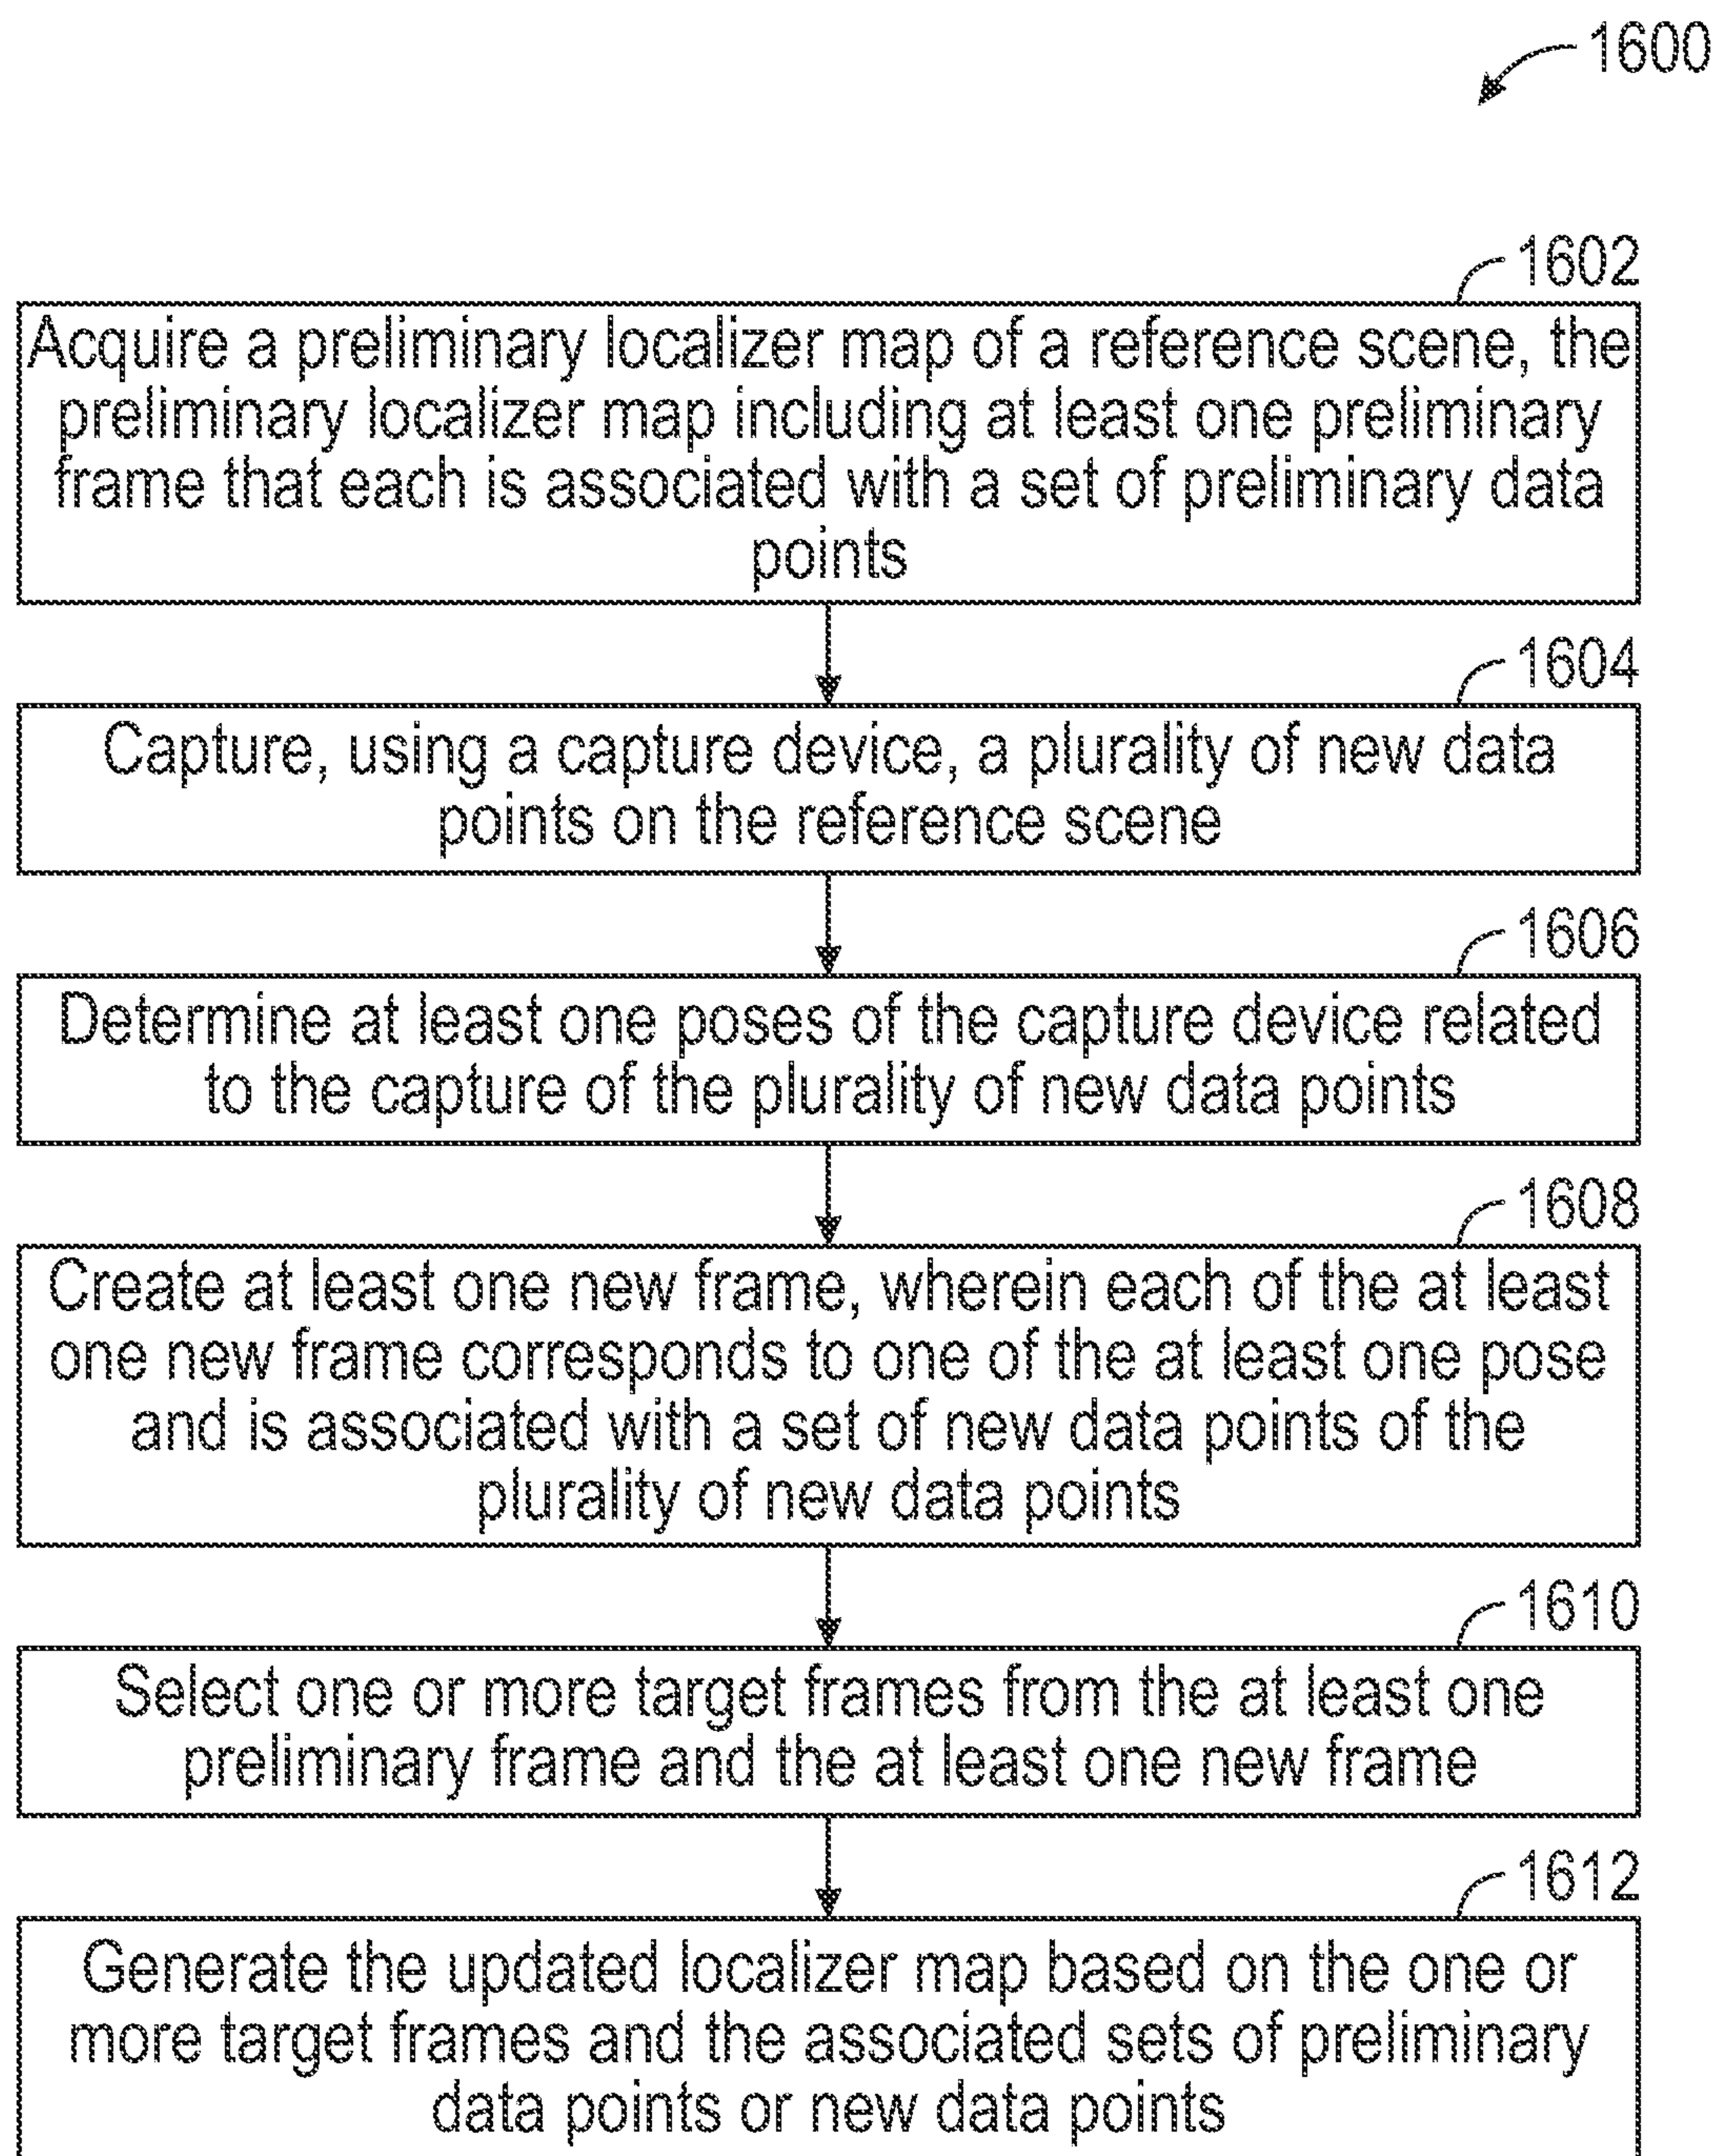 1600
1602
Acquire a preliminary localizer map of a reference scene, the
preliminary localizer map including at least one preliminary
frame that each is associated with a set of preliminary data
points
1604
Capture, using a capture device, a plurality of new data
points on the reference scene
1606
Determine at least one poses of the capture device related
to the capture of the plurality of new data points
1608
Create at least one new frame, wherein each of the at least
one new frame corresponds to one of the at least one pose
and is associated with a set of new data points of the
plurality of new data points
1610
Select one or more target frames from the at least one
preliminary frame and the at least one new frame
1612
Generate the updated localizer map based on the one or
more target frames and the associated sets of preliminary
data points or new data points